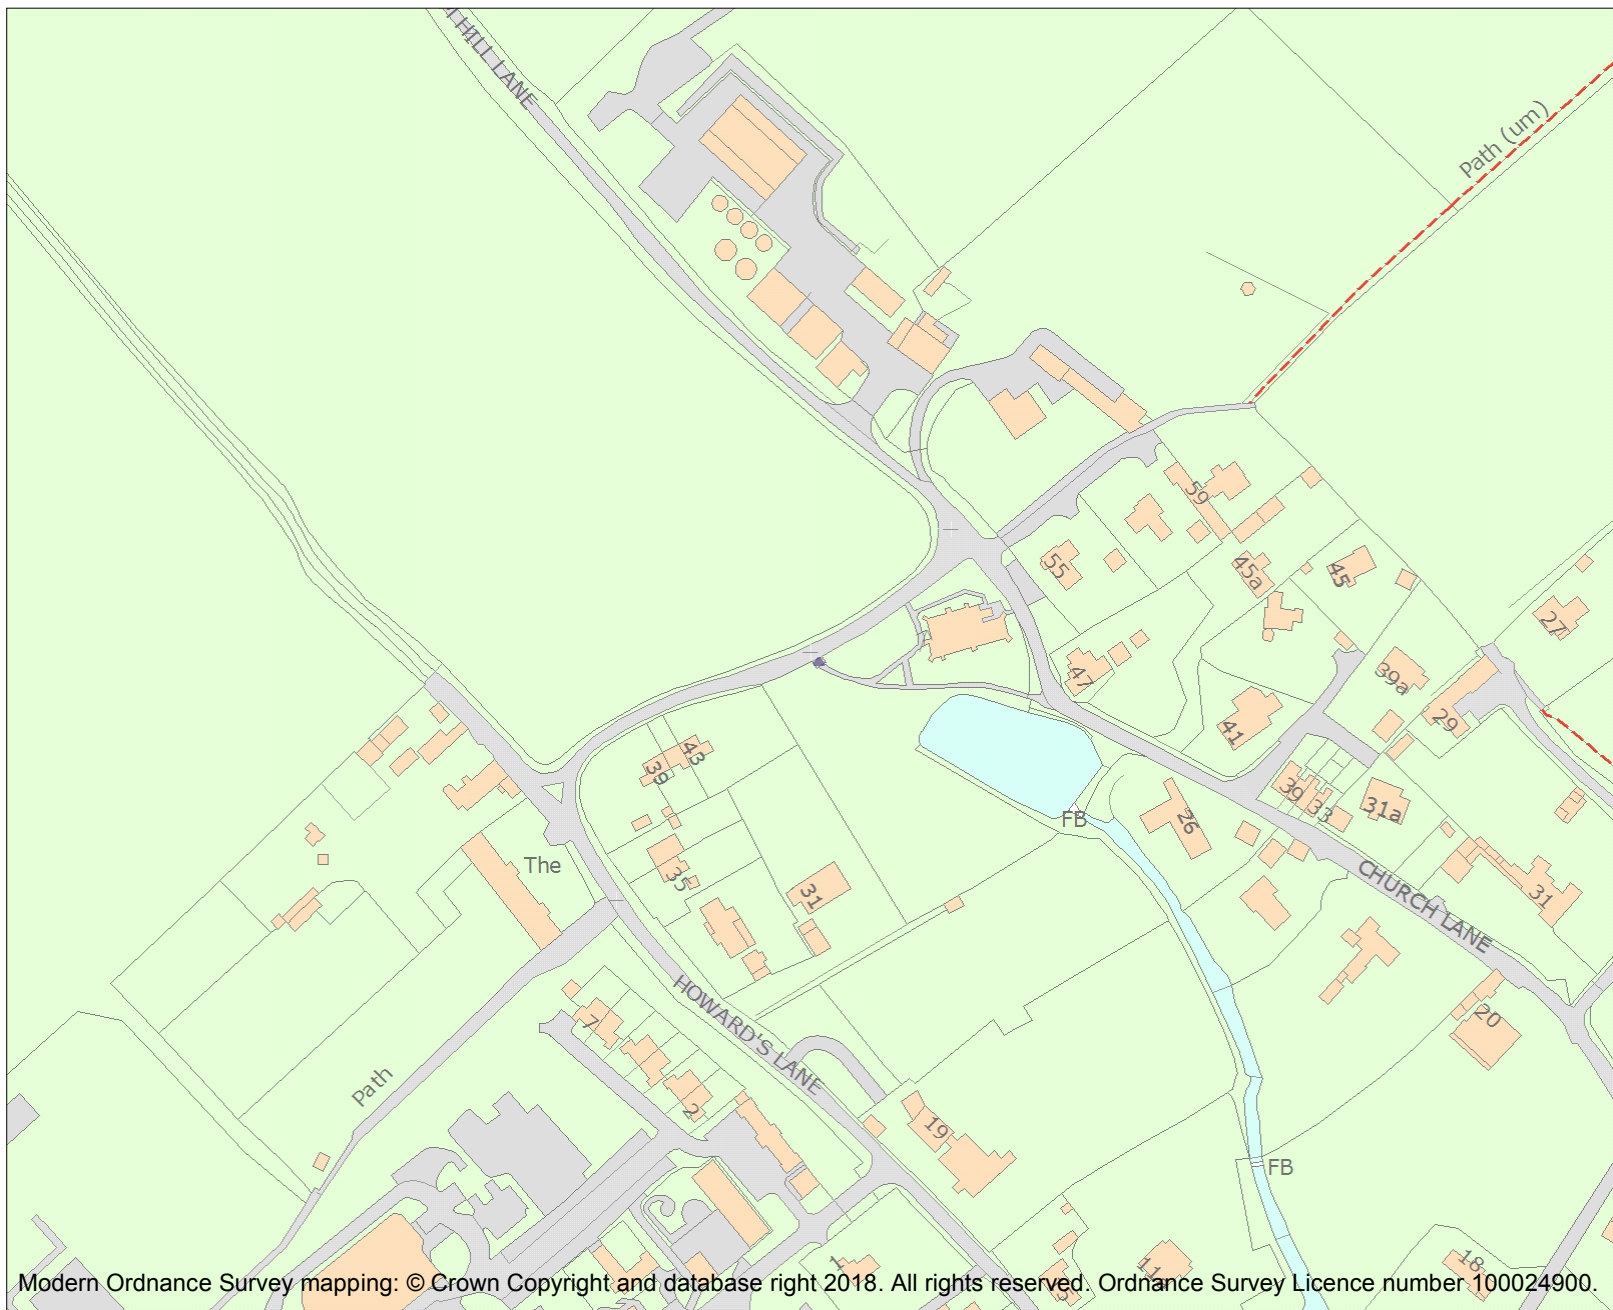 HILL LANE
Path (um)
59
55
45a
45
27
47
39a
29
41
43
39
39
33
31a
FB
26
The
35
31
CHURCH LANE
31
HOWARD'S LANE
7
20
Path
2
19
FB
1
11
15
18
Modern Ordnance Survey mapping: © Crown Copyright and database right 2018. All rights reserved. Ordnance Survey Licence number 100024900.